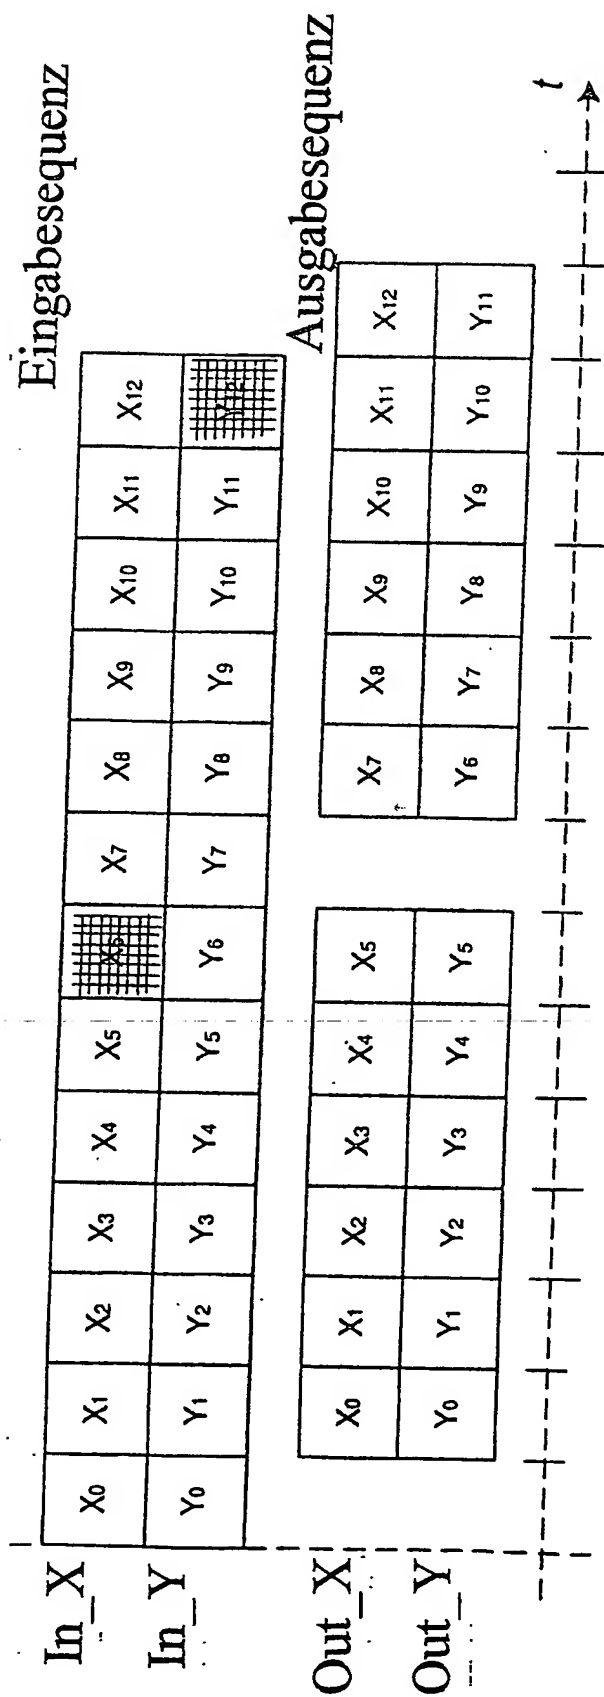 Eingabesequenz
In_X X0 X1 X2 X3 X4 X5 X6 X7 X8 X9 X10 X11 X12
In_Y Y0 Y1 Y2 Y3 Y4 Y5 Y6 Y7 Y8 Y9 Y10 Y11 Y12
Ausgabesequenz
Out_X X0 X1 X2 X3 X4 X5 X7 X8 X9 X10 X11 X12
Out_Y Y0 Y1 Y2 Y3 Y4 Y5 Y6 Y7 Y8 Y9 Y10 Y11
t